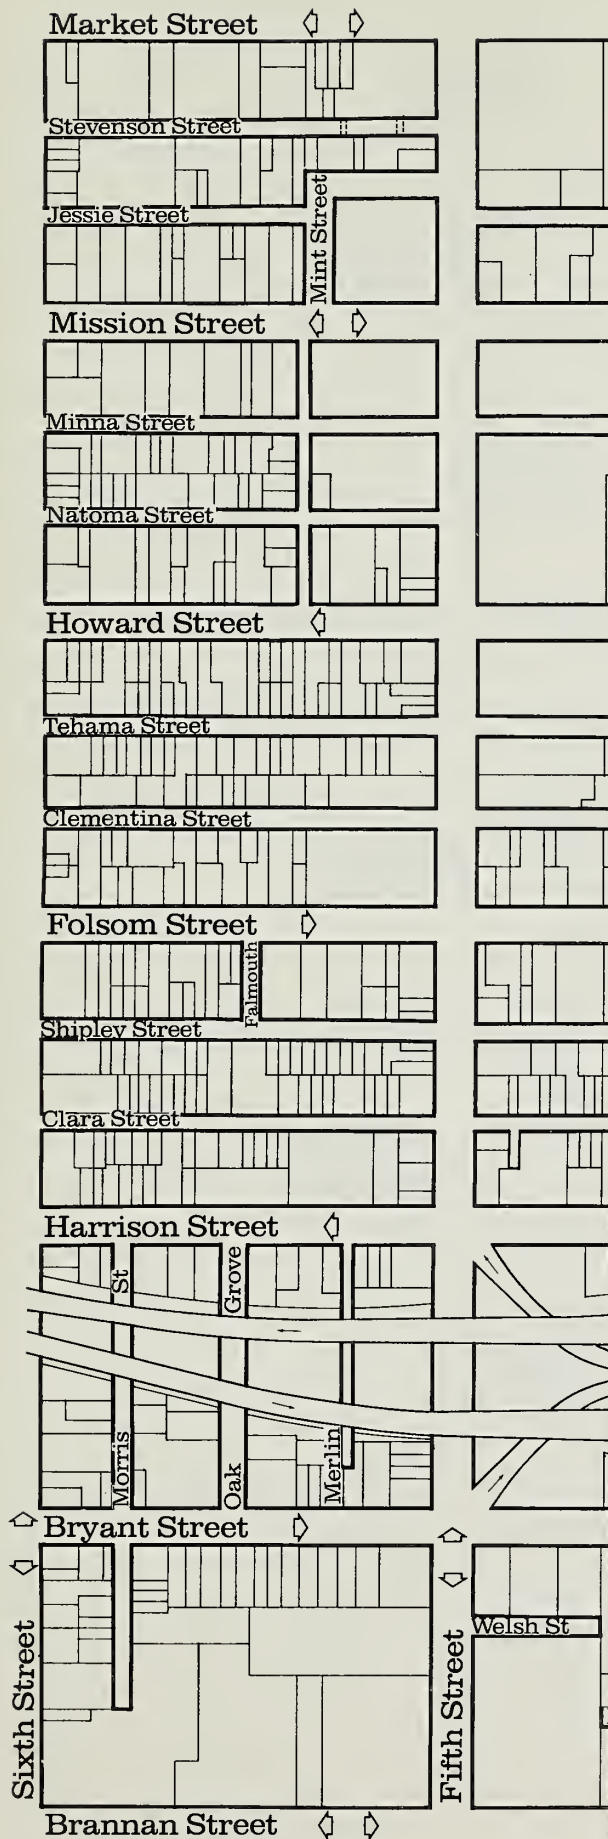 Market Street
Stevenson Street
Jessie Street
Mint Street
Mission Street
Minna Street
Natoma Street
Howard Street
Tehama Street
Clementina Street
Folsom Street
Falmouth
Shipley Street
Clara Street
Harrison Street
Morris St
Oak Grove
Merlin
Bryant Street
Welsh St
Sixth Street
Fifth Street
Brannan Street